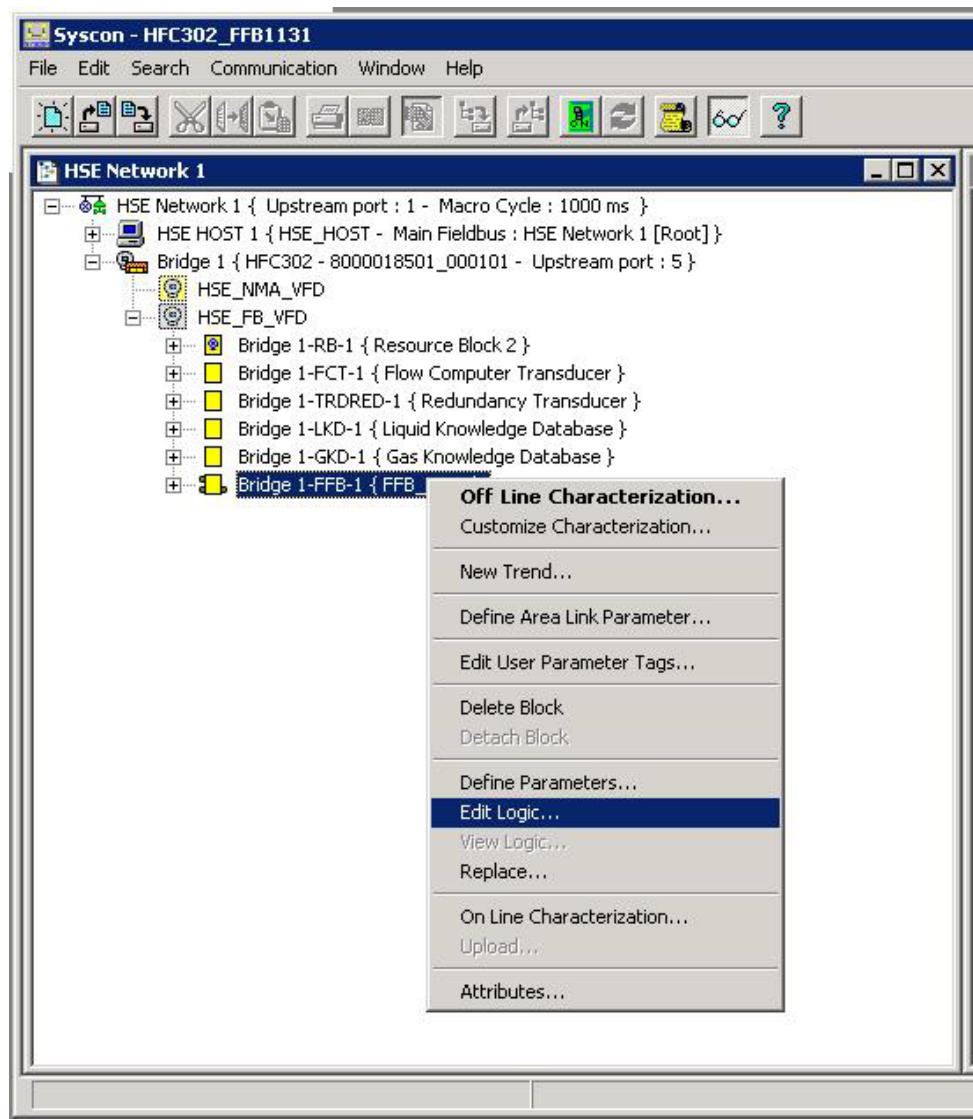 Syscon - HFC302_FFB1131
File Edit Search Communication Window Help
HSE Network 1
HSE Network 1 { Upstream port : 1 - Macro Cycle : 1000 ms }
HSE HOST 1 { HSE_HOST - Main Fieldbus : HSE Network 1 [Root] }
Bridge 1 { HFC302 - 8000018501_000101 - Upstream port : 5 }
HSE_NMA_VFD
HSE_FB_VFD
Bridge 1-RB-1 { Resource Block 2 }
Bridge 1-FCT-1 { Flow Computer Transducer }
Bridge 1-TRDRED-1 { Redundancy Transducer }
Bridge 1-LKD-1 { Liquid Knowledge Database }
Bridge 1-GKD-1 { Gas Knowledge Database }
Bridge 1-FFB-1 { FFB_
Off Line Characterization...
Customize Characterization...
New Trend...
Define Area Link Parameter...
Edit User Parameter Tags...
Delete Block
Detach Block
Define Parameters...
Edit Logic...
View Logic...
Replace...
On Line Characterization...
Upload...
Attributes...